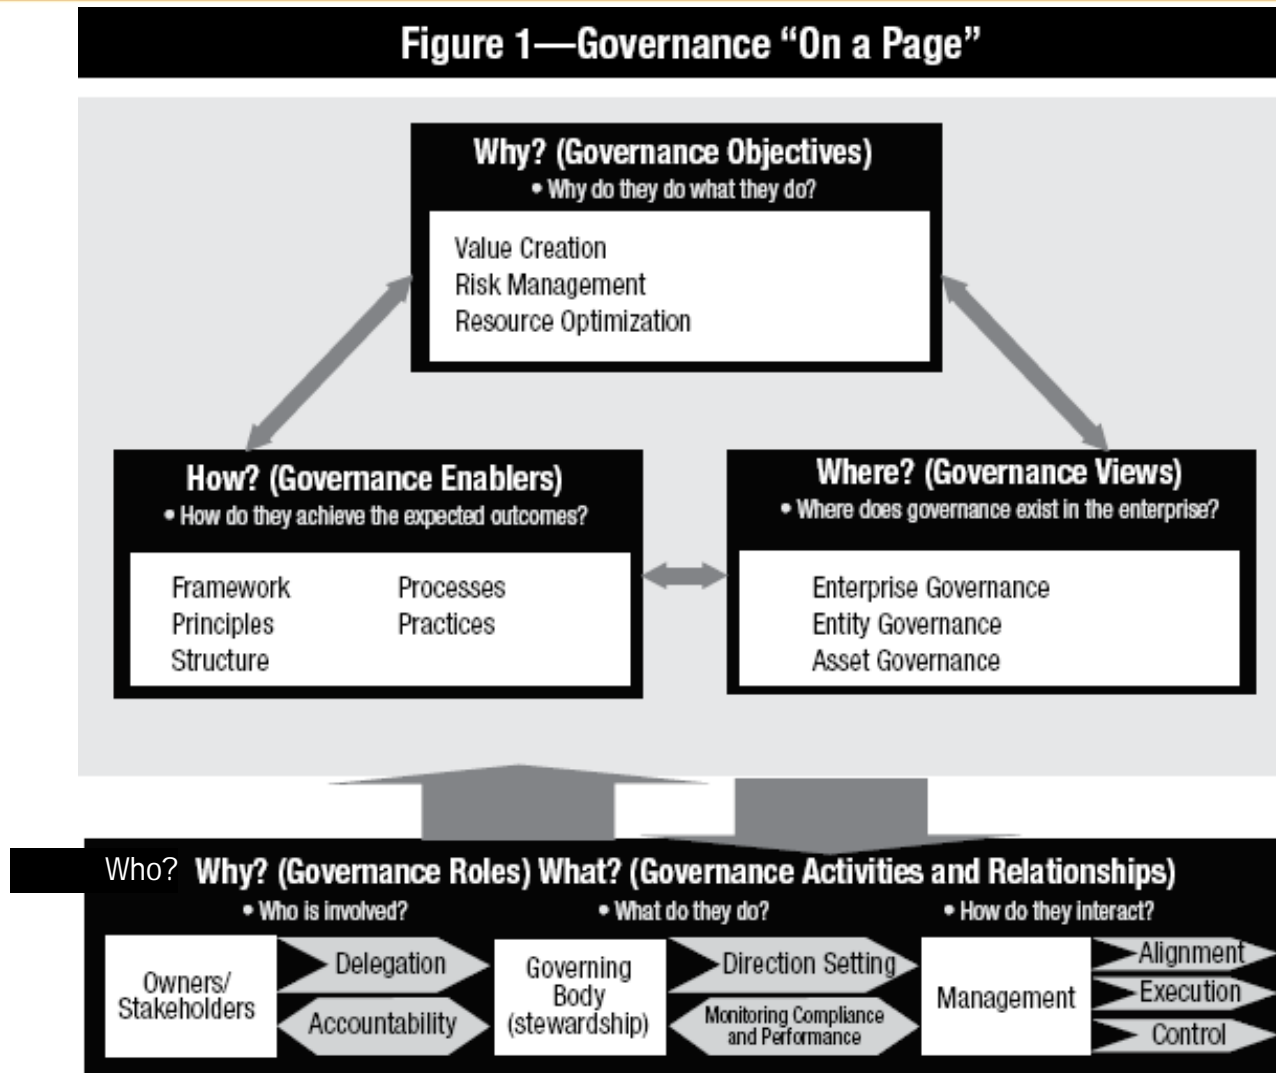 Figure 1—Governance “On a Page”
Why? (Governance Objectives)
• Why do they do what they do?
Value Creation
Risk Management
Resource Optimization
How? (Governance Enablers)
• How do they achieve the expected outcomes?
Framework
Principles
Structure
Processes
Practices
Where? (Governance Views)
• Where does governance exist in the enterprise?
Enterprise Governance
Entity Governance
Asset Governance
Who? Why? (Governance Roles) What? (Governance Activities and Relationships)
• Who is involved?
• What do they do?
• How do they interact?
Owners/
Stakeholders
Delegation
Accountability
Governing
Body
(stewardship)
Direction Setting
Monitoring Compliance
and Performance
Management
Alignment
Execution
Control